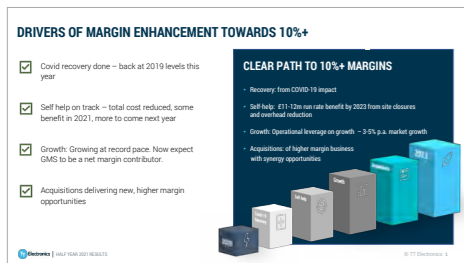 DRIVERS OF MARGIN ENHANCEMENT TOWARDS 10%+
Covid recovery done – back at 2019 levels this
year
Self help on track – total cost reduced, some
benefit in 2021, more to come next year
Growth: Growing at record pace. Now expect
GMS to be a net margin contributor.
Acquisitions delivering new, higher margin
opportunities
CLEAR PATH TO 10%+ MARGINS
- Recovery: from COVID-19 impact
- Self-help: £11-12m run rate benefit by 2023 from site closures
and overhead reduction
- Growth: Operational leverage on growth – 3-5% p.a. market growth
- Acquisitions: of higher margin business
with synergy opportunities
2020
Self help
Growth
TT Electronics | HALF YEAR 2021 RESULTS
© TT Electronics 1